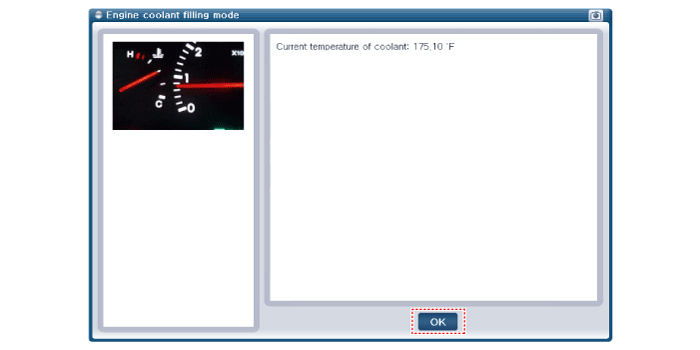 Engine coolant filling mode
H
2
X10
1
C
0
Current temperature of coolant: 175.10 °F
OK